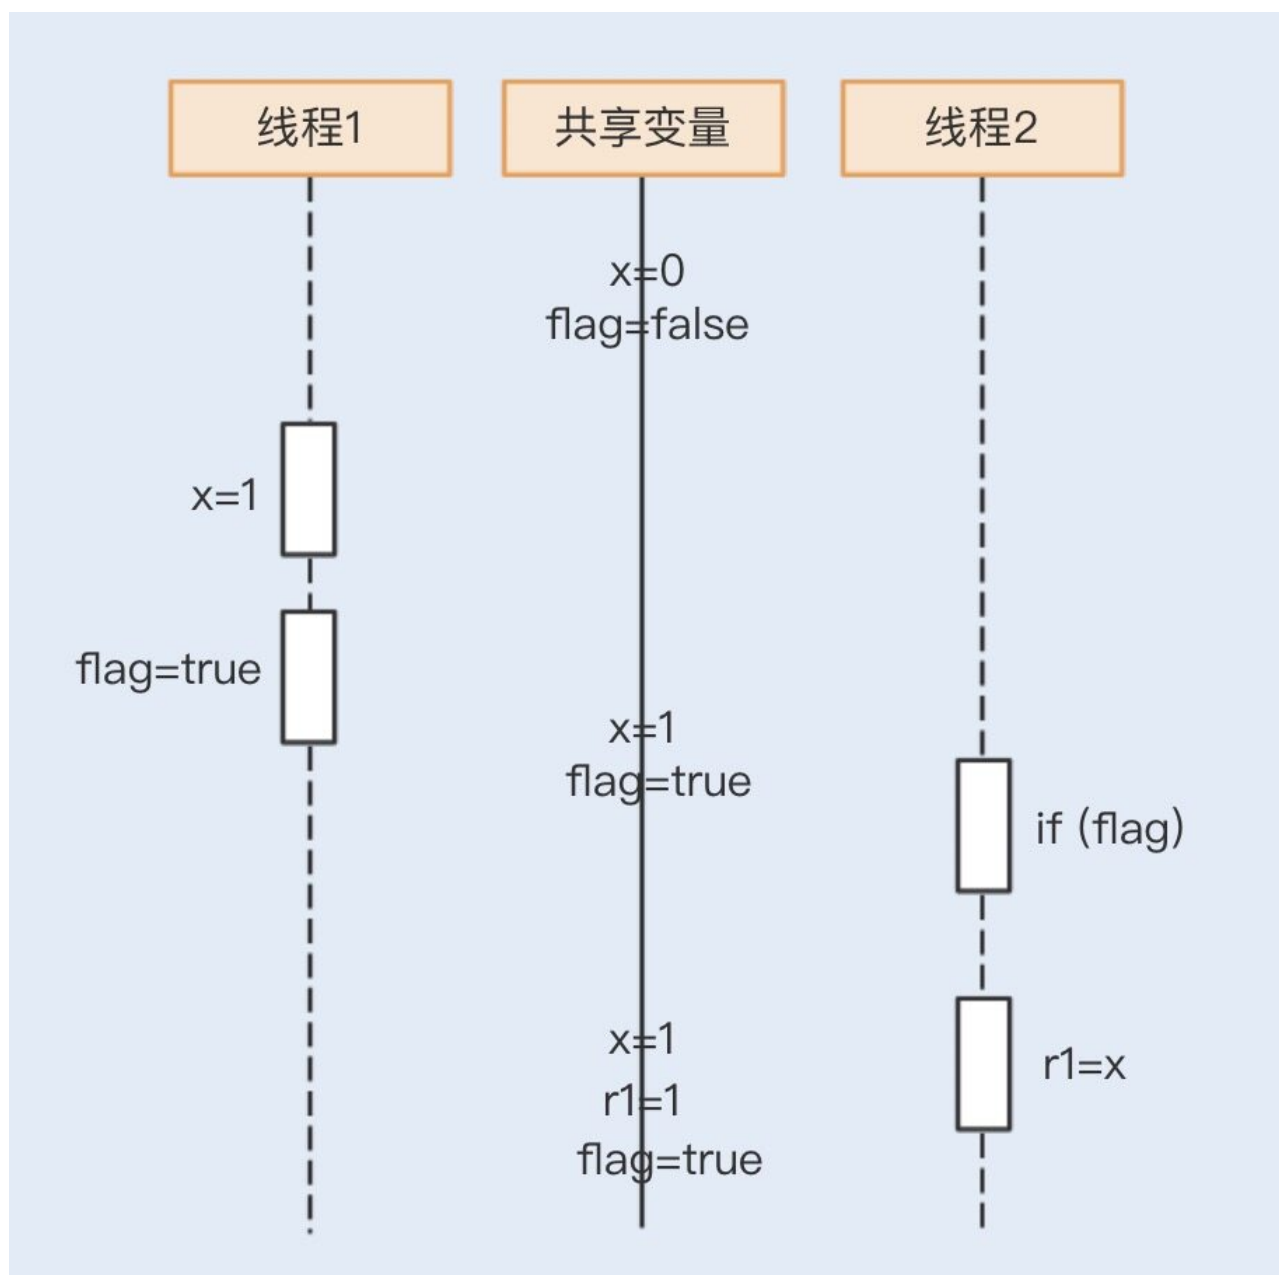 线程1
共享变量
线程2
x=0
flag=false
x=1
flag=true
x=1
flag=true
if (flag)
x=1
r1=1
flag=true
r1=x